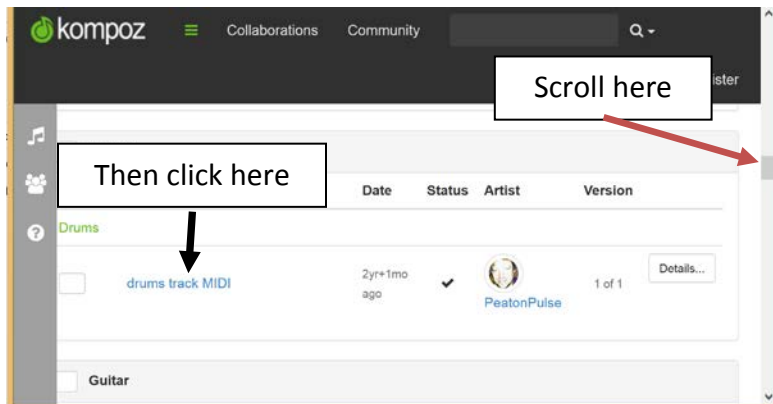 kompoz Collaborations Community
ister
Scroll here
Then click here
Date Status Artist Version
Drums
drums track MIDI 2yr+1mo ago PeatonPulse 1 of 1 Details...
Guitar